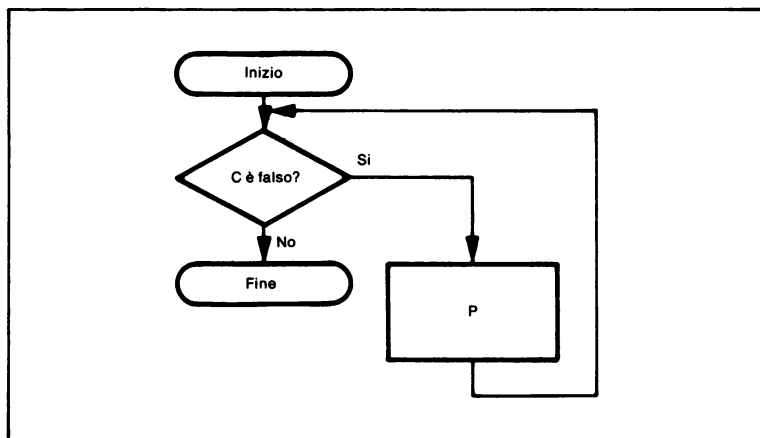 Inizio
Si
C è falso?
No
Fine
P